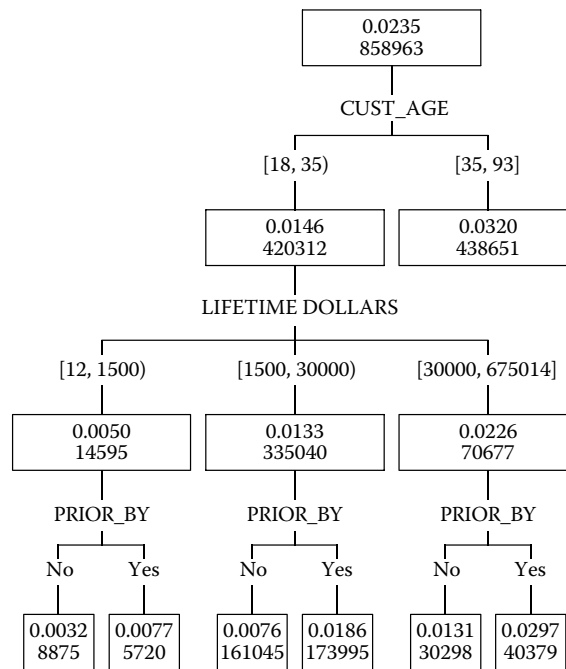 0.0235
858963
CUST_AGE
[18, 35)
[35, 93]
0.0146
420312
0.0320
438651
LIFETIME DOLLARS
[12, 1500)
[1500, 30000)
[30000, 675014]
0.0050
14595
0.0133
335040
0.0226
70677
PRIOR_BY
PRIOR_BY
PRIOR_BY
No
Yes
No
Yes
No
Yes
0.0032
8875
0.0077
5720
0.0076
161045
0.0186
173995
0.0131
30298
0.0297
40379